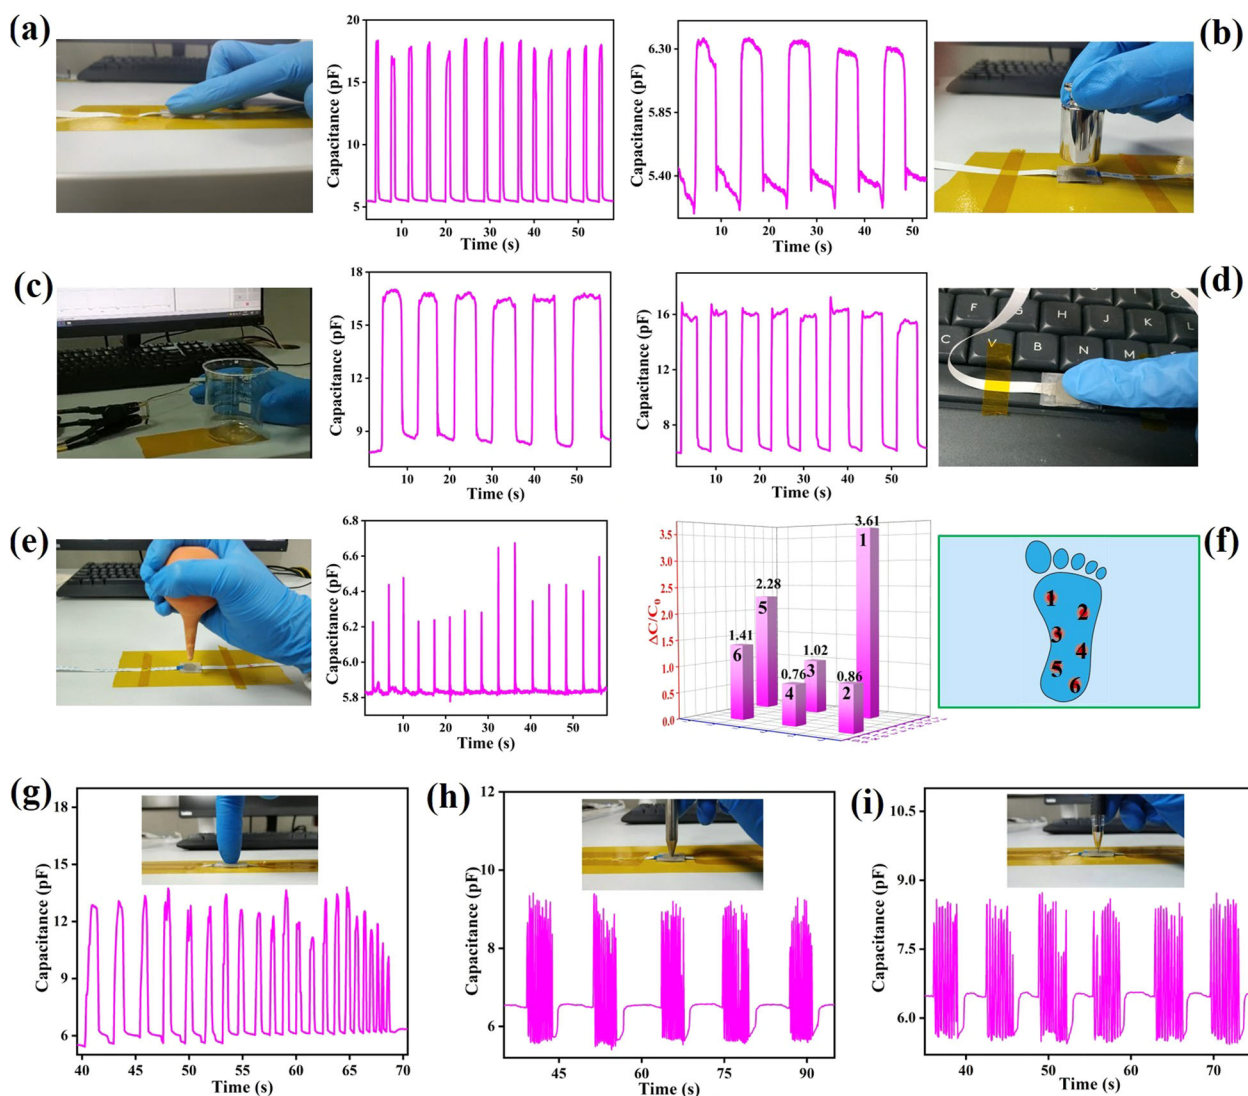 (a)
Capacitance (pF)
20
15
10
5
10 20 30 40 50
Time (s)
Capacitance (pF)
6.30
5.85
5.40
10 20 30 40 50
Time (s)
(b)
(c)
Capacitance (pF)
18
15
12
9
10 20 30 40 50
Time (s)
Capacitance (pF)
16
12
8
10 20 30 40 50
Time (s)
(d)
F G H J K L
C V B N M
(e)
Capacitance (pF)
6.8
6.6
6.4
6.2
6.0
5.8
10 20 30 40 50
Time (s)
ΔC/C₀
3.5
3.0
2.5
2.0
1.5
1.0
0.5
0.0
3.61
1
2.28
5
1.41
6
1.02
3
0.76
4
0.86
2
(f)
1
2
3
4
5
6
(g)
Capacitance (pF)
18
15
12
9
6
40 45 50 55 60 65 70
Time (s)
(h)
Capacitance (pF)
12
10
8
6
45 60 75 90
Time (s)
(i)
Capacitance (pF)
10.5
9.0
7.5
6.0
40 50 60 70
Time (s)